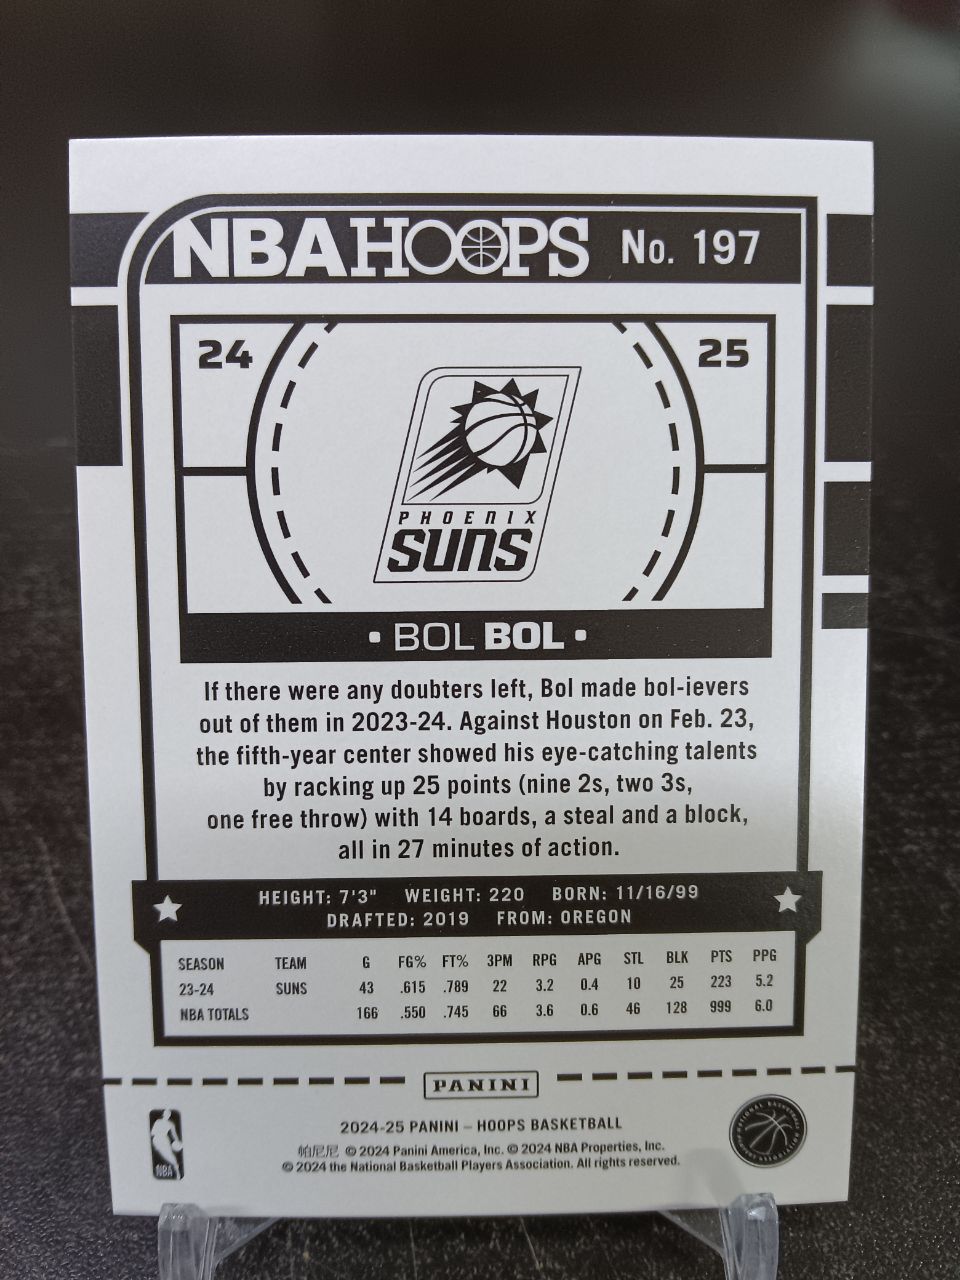 NBA HOOPS No. 197
24 25
PHOENIX
SUNS
• BOL BOL •
If there were any doubters left, Bol made bol-ievers
out of them in 2023-24. Against Houston on Feb. 23,
the fifth-year center showed his eye-catching talents
by racking up 25 points (nine 2s, two 3s,
one free throw) with 14 boards, a steal and a block,
all in 27 minutes of action.
HEIGHT: 7'3" WEIGHT: 220 BORN: 11/16/99
DRAFTED: 2019 FROM: OREGON
SEASON TEAM G FG% FT% 3PM RPG APG STL BLK PTS PPG
23-24 SUNS 43 .615 .789 22 3.2 0.4 10 25 223 5.2
NBA TOTALS 166 .550 .745 66 3.6 0.6 46 128 999 6.0
PANINI
2024-25 PANINI – HOOPS BASKETBALL
帕尼尼 © 2024 Panini America, Inc. © 2024 NBA Properties, Inc.
© 2024 the National Basketball Players Association. All rights reserved.
NBA